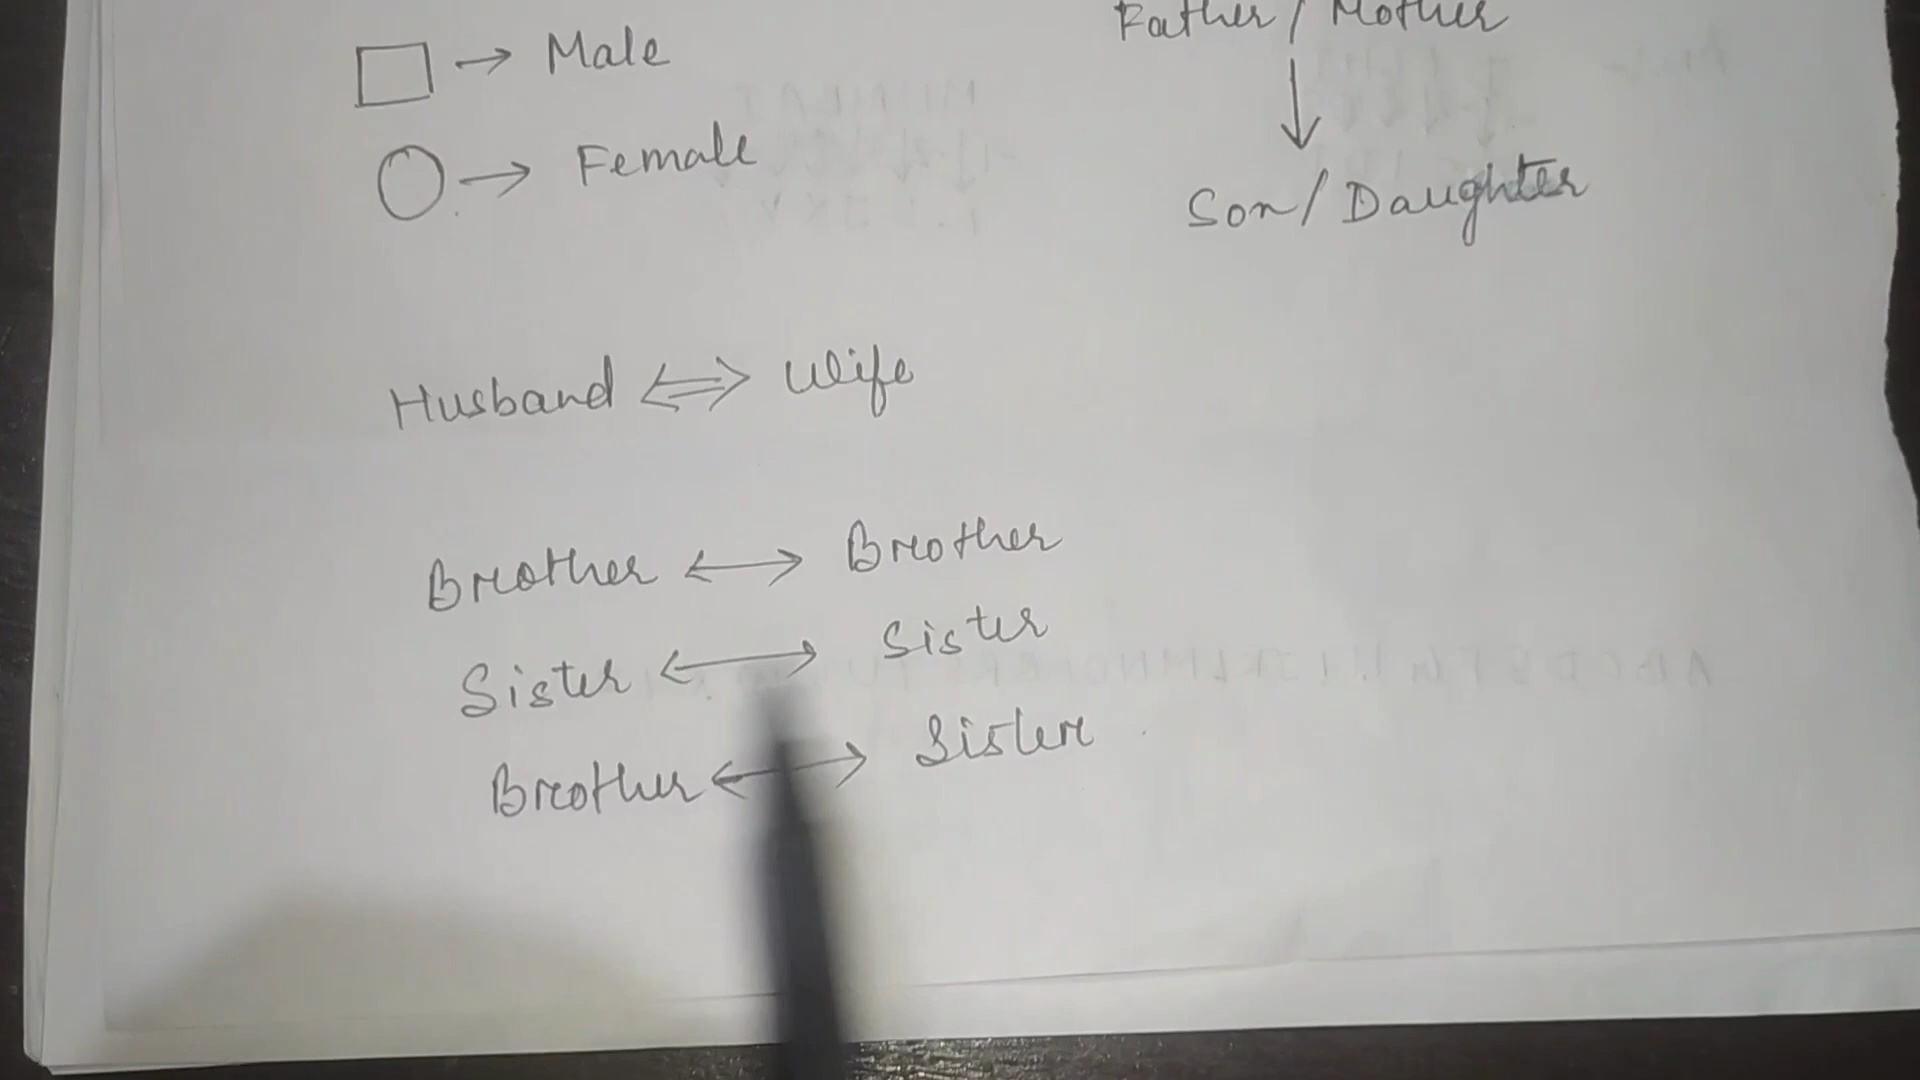 □ → Male
○ → Female
Father / Mother
↓
Son / Daughter
Husband ⇔ Wife
Brother ↔ Brother
Sister ↔ Sister
Brother ↔ Sister